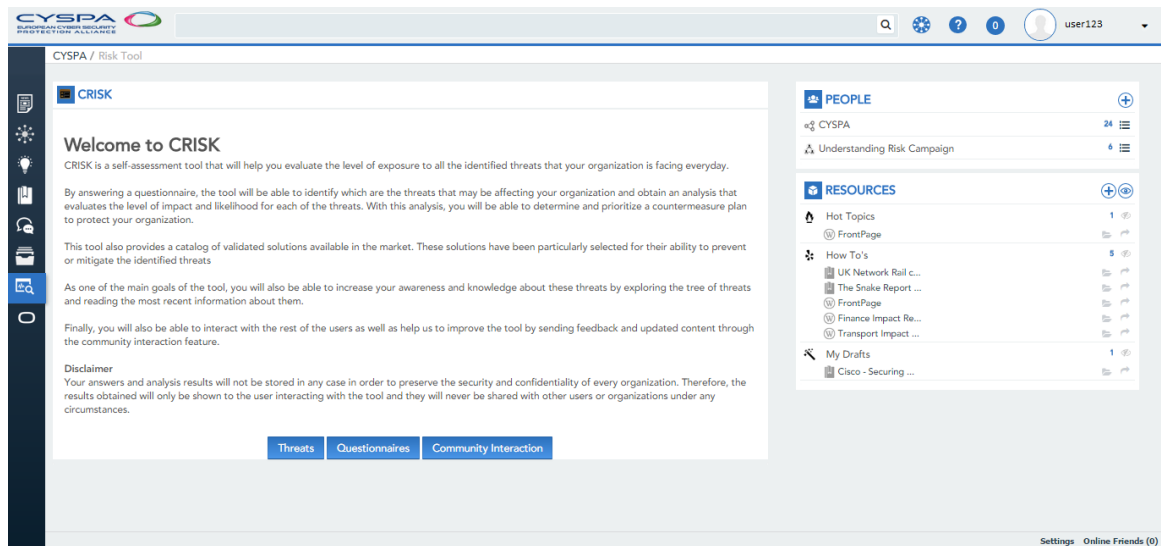 CYSPA
EUROPEAN CYBER SECURITY
PROTECTION ALLIANCE
0
user123
CYSPA / Risk Tool
CRISK
Welcome to CRISK
CRISK is a self-assessment tool that will help you evaluate the level of exposure to all the identified threats that your organization is facing everyday.
By answering a questionnaire, the tool will be able to identify which are the threats that may be affecting your organization and obtain an analysis that
evaluates the level of impact and likelihood for each of the threats. With this analysis, you will be able to determine and prioritize a countermeasure plan
to protect your organization.
This tool also provides a catalog of validated solutions available in the market. These solutions have been particularly selected for their ability to prevent
or mitigate the identified threats
As one of the main goals of the tool, you will also be able to increase your awareness and knowledge about these threats by exploring the tree of threats
and reading the most recent information about them.
Finally, you will also be able to interact with the rest of the users as well as help us to improve the tool by sending feedback and updated content through
the community interaction feature.
Disclaimer
Your answers and analysis results will not be stored in any case in order to preserve the security and confidentiality of every organization. Therefore, the
results obtained will only be shown to the user interacting with the tool and they will never be shared with other users or organizations under any
circumstances.
Threats Questionnaires Community Interaction
PEOPLE
CYSPA 24
Understanding Risk Campaign 6
RESOURCES
Hot Topics 1
FrontPage
How To's 5
UK Network Rail c...
The Snake Report ...
FrontPage
Finance Impact Re...
Transport Impact ...
My Drafts 1
Cisco - Securing ...
Settings Online Friends (0)